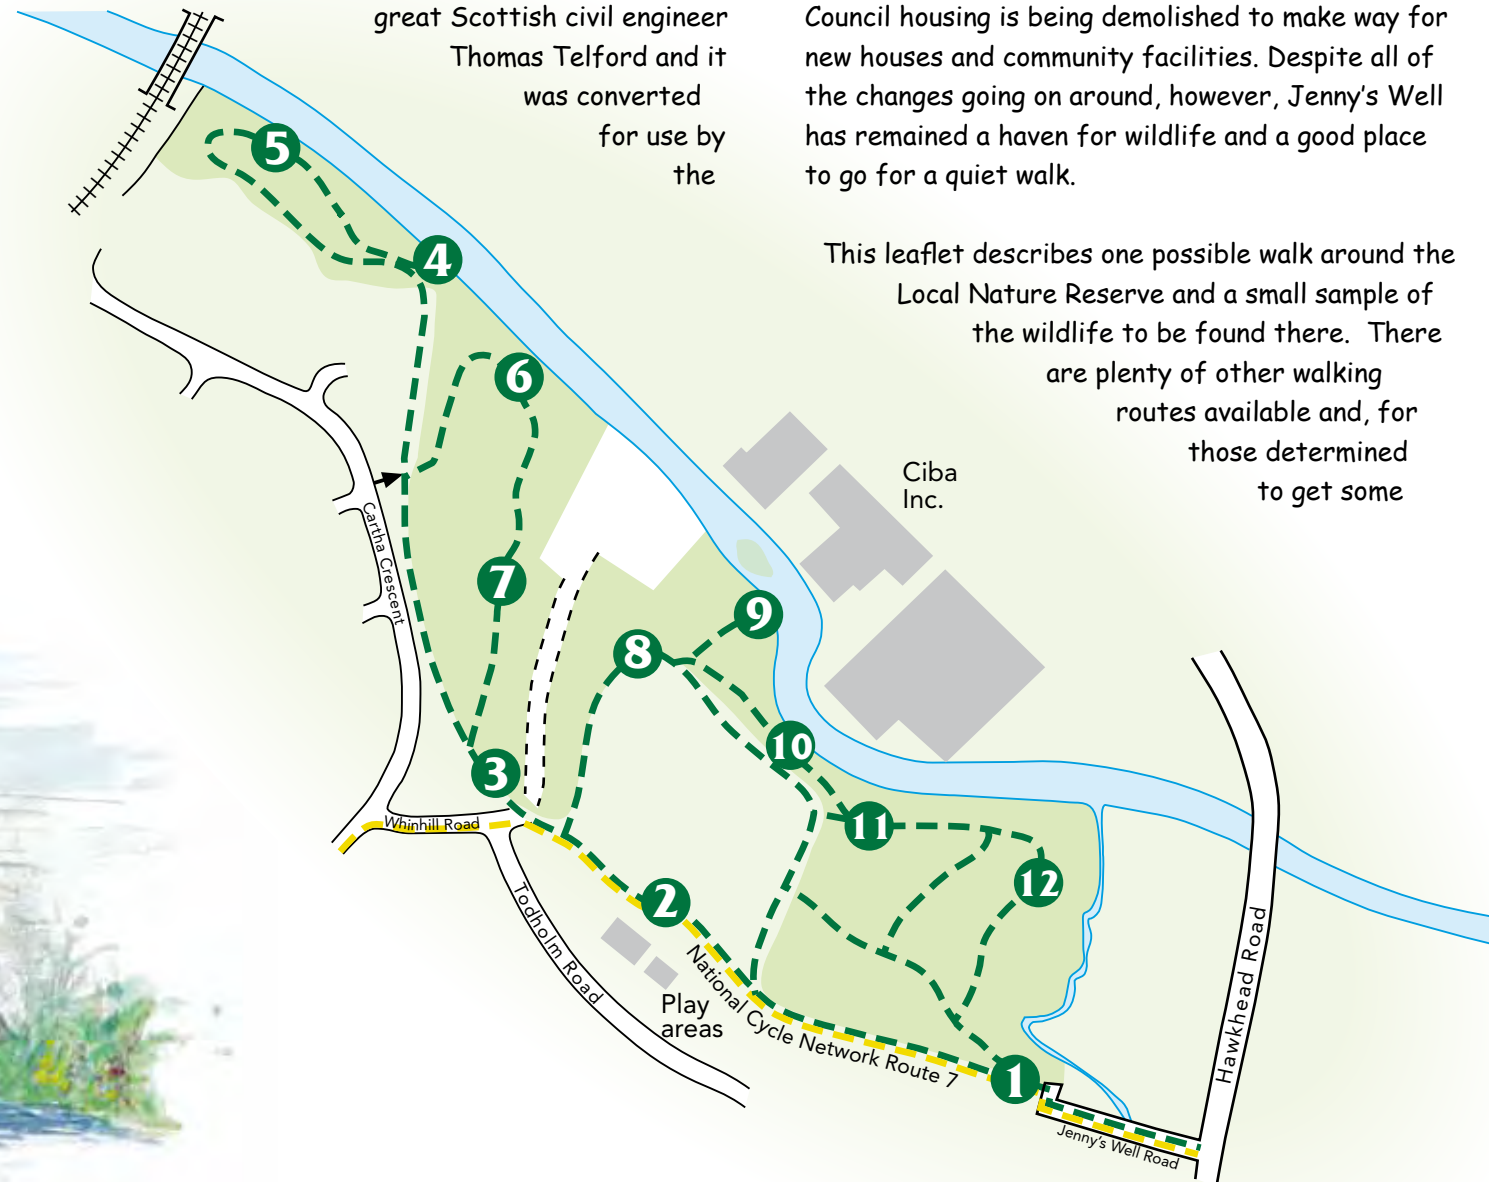 great Scottish civil engineer
Thomas Telford and it
was converted
for use by
the
Council housing is being demolished to make way for
new houses and community facilities. Despite all of
the changes going on around, however, Jenny's Well
has remained a haven for wildlife and a good place
to go for a quiet walk.
This leaflet describes one possible walk around the
Local Nature Reserve and a small sample of
the wildlife to be found there. There
are plenty of other walking
routes available and, for
those determined
to get some
5
4
6
Ciba
Inc.
Cartha Crescent
7
9
8
10
3
Whinhill Road
11
12
2
Todholm Road
Play
areas
National Cycle Network Route 7
1
Hawkhead Road
Jenny's Well Road